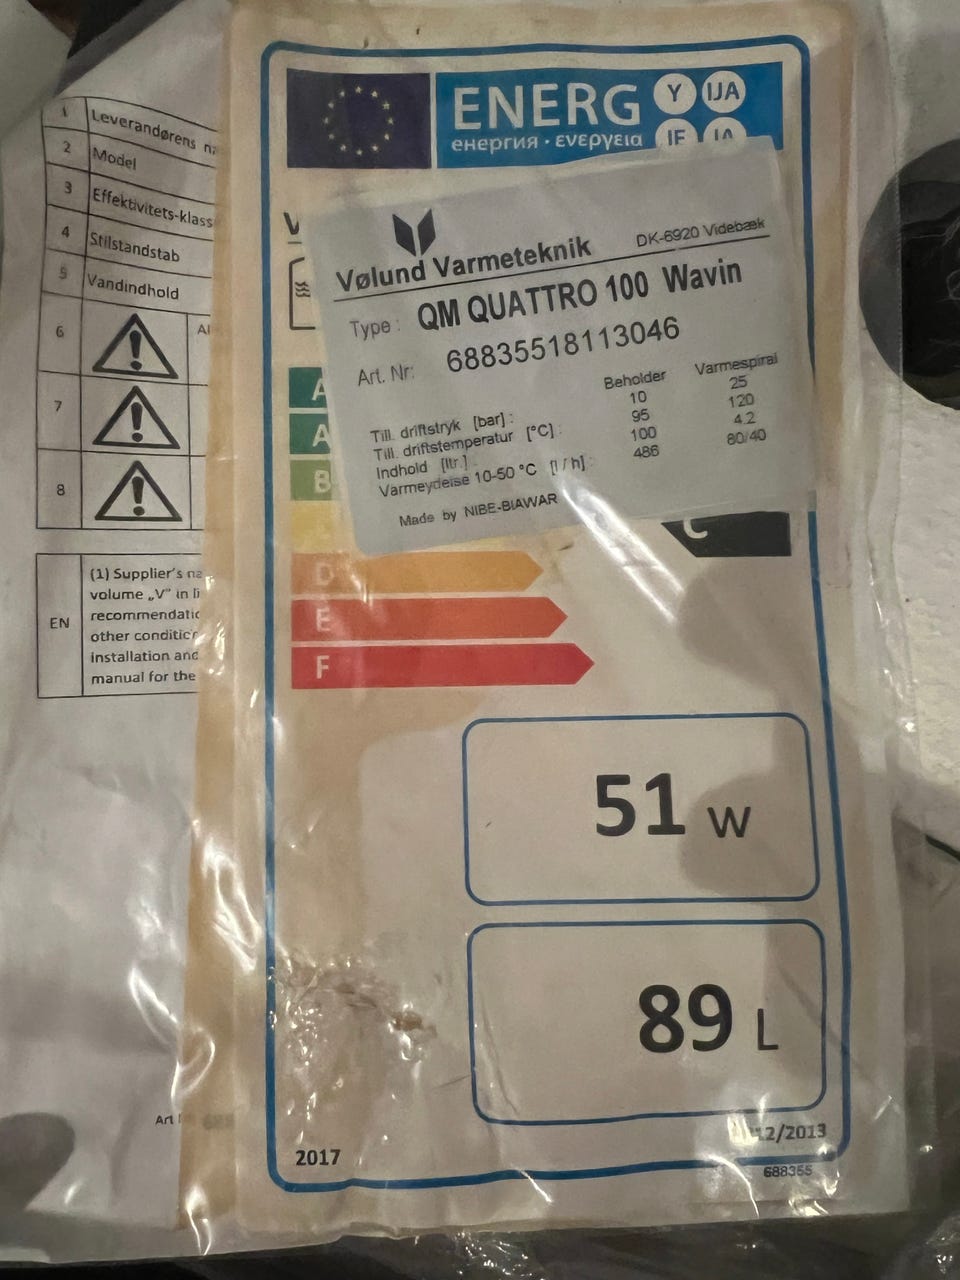 1 Leverandørens
2 Model
3 Effektivitets-klass
4 Stilstandstab
5 Vandindhold
6
7
8
EN
(1) Supplier's na
volume „V" in li
recommendatio
other condition
installation and
manual for the
Art
ENERG Y IJA
енергия · ενεργεια IE IA
V
Vølund Varmeteknik DK-6920 Videbæk
Type : QM QUATTRO 100 Wavin
Art. Nr: 68835518113046
Beholder Varmespiral
Till. driftstryk [bar] : 10 25
Till. driftstemperatur [°C] : 95 120
Indhold [ltr.] : 100 4.2
Varmeydelse 10-50 °C [l / h] : 486 80/40
Made by NIBE-BIAWAR
A
A
B
C
D
E
F
51 W
89 L
2017
12/2013
688355